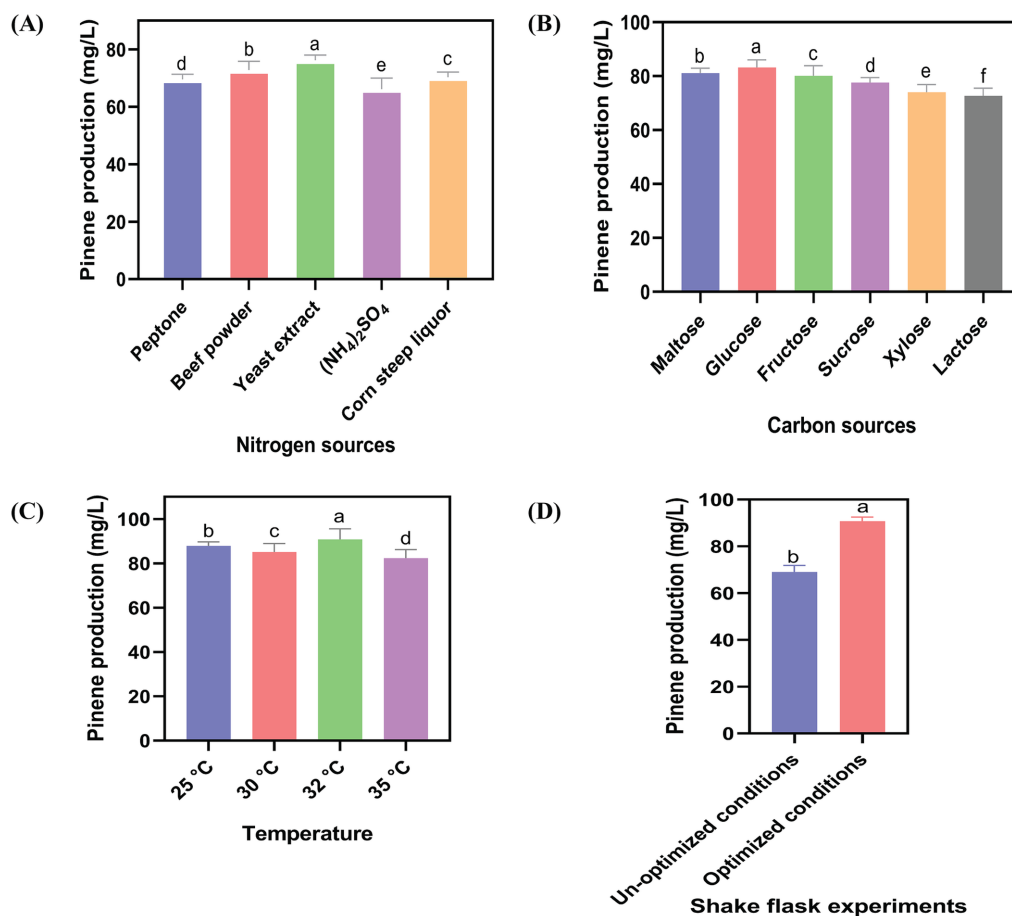 (A)
Pinene production (mg/L)
80
60
40
20
0
d
b
a
e
c
Peptone
Beef powder
Yeast extract
(NH₄)₂SO₄
Corn steep liquor
Nitrogen sources
(B)
Pinene production (mg/L)
100
80
60
40
20
0
b
a
c
d
e
f
Maltose
Glucose
Fructose
Sucrose
Xylose
Lactose
Carbon sources
(C)
Pinene production (mg/L)
100
80
60
40
20
0
b
c
a
d
25 °C
30 °C
32 °C
35 °C
Temperature
(D)
Pinene production (mg/L)
100
80
60
40
20
0
b
a
Un-optimized conditions
Optimized conditions
Shake flask experiments